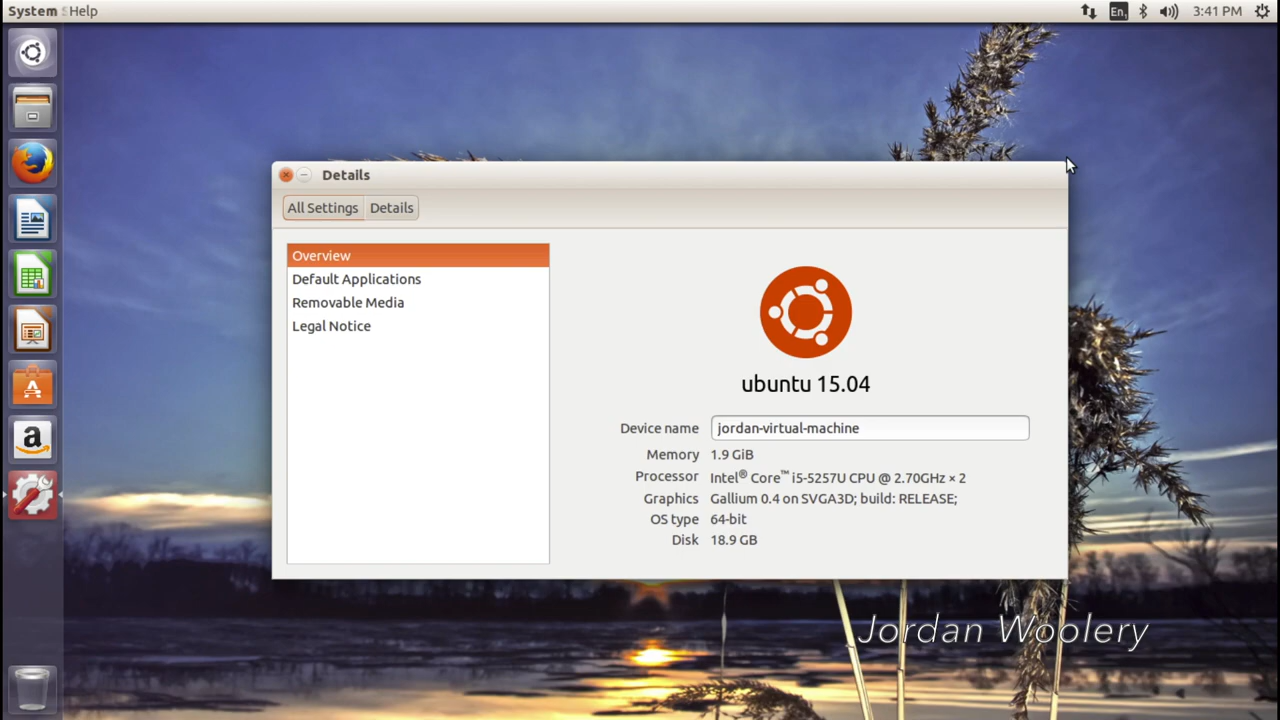 System Help
En₁
3:41 PM
Details
All Settings Details
Overview
Default Applications
Removable Media
Legal Notice
ubuntu 15.04
Device name jordan-virtual-machine
Memory 1.9 GiB
Processor Intel® Core™ i5-5257U CPU @ 2.70GHz × 2
Graphics Gallium 0.4 on SVGA3D; build: RELEASE;
OS type 64-bit
Disk 18.9 GB
Jordan Woolery